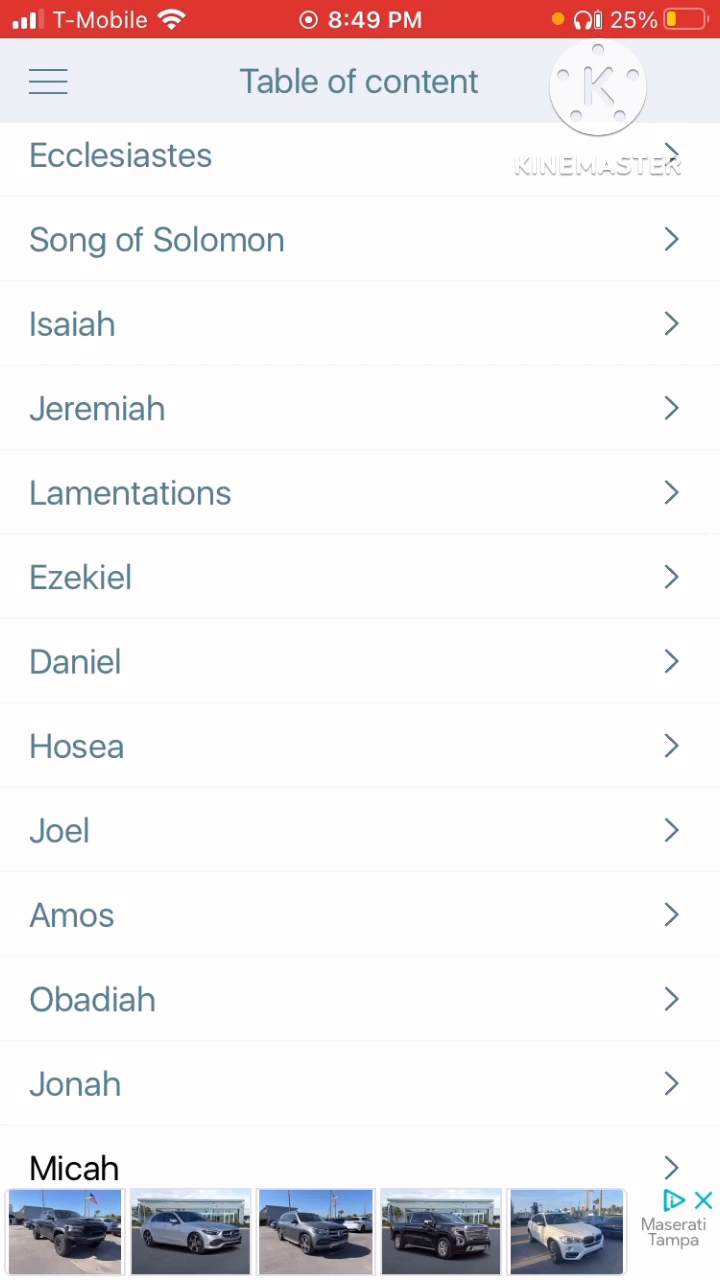 T-Mobile 8:49 PM 25%
Table of content
K
KINEMASTER
Ecclesiastes
Song of Solomon
Isaiah
Jeremiah
Lamentations
Ezekiel
Daniel
Hosea
Joel
Amos
Obadiah
Jonah
Micah
Maserati
Tampa